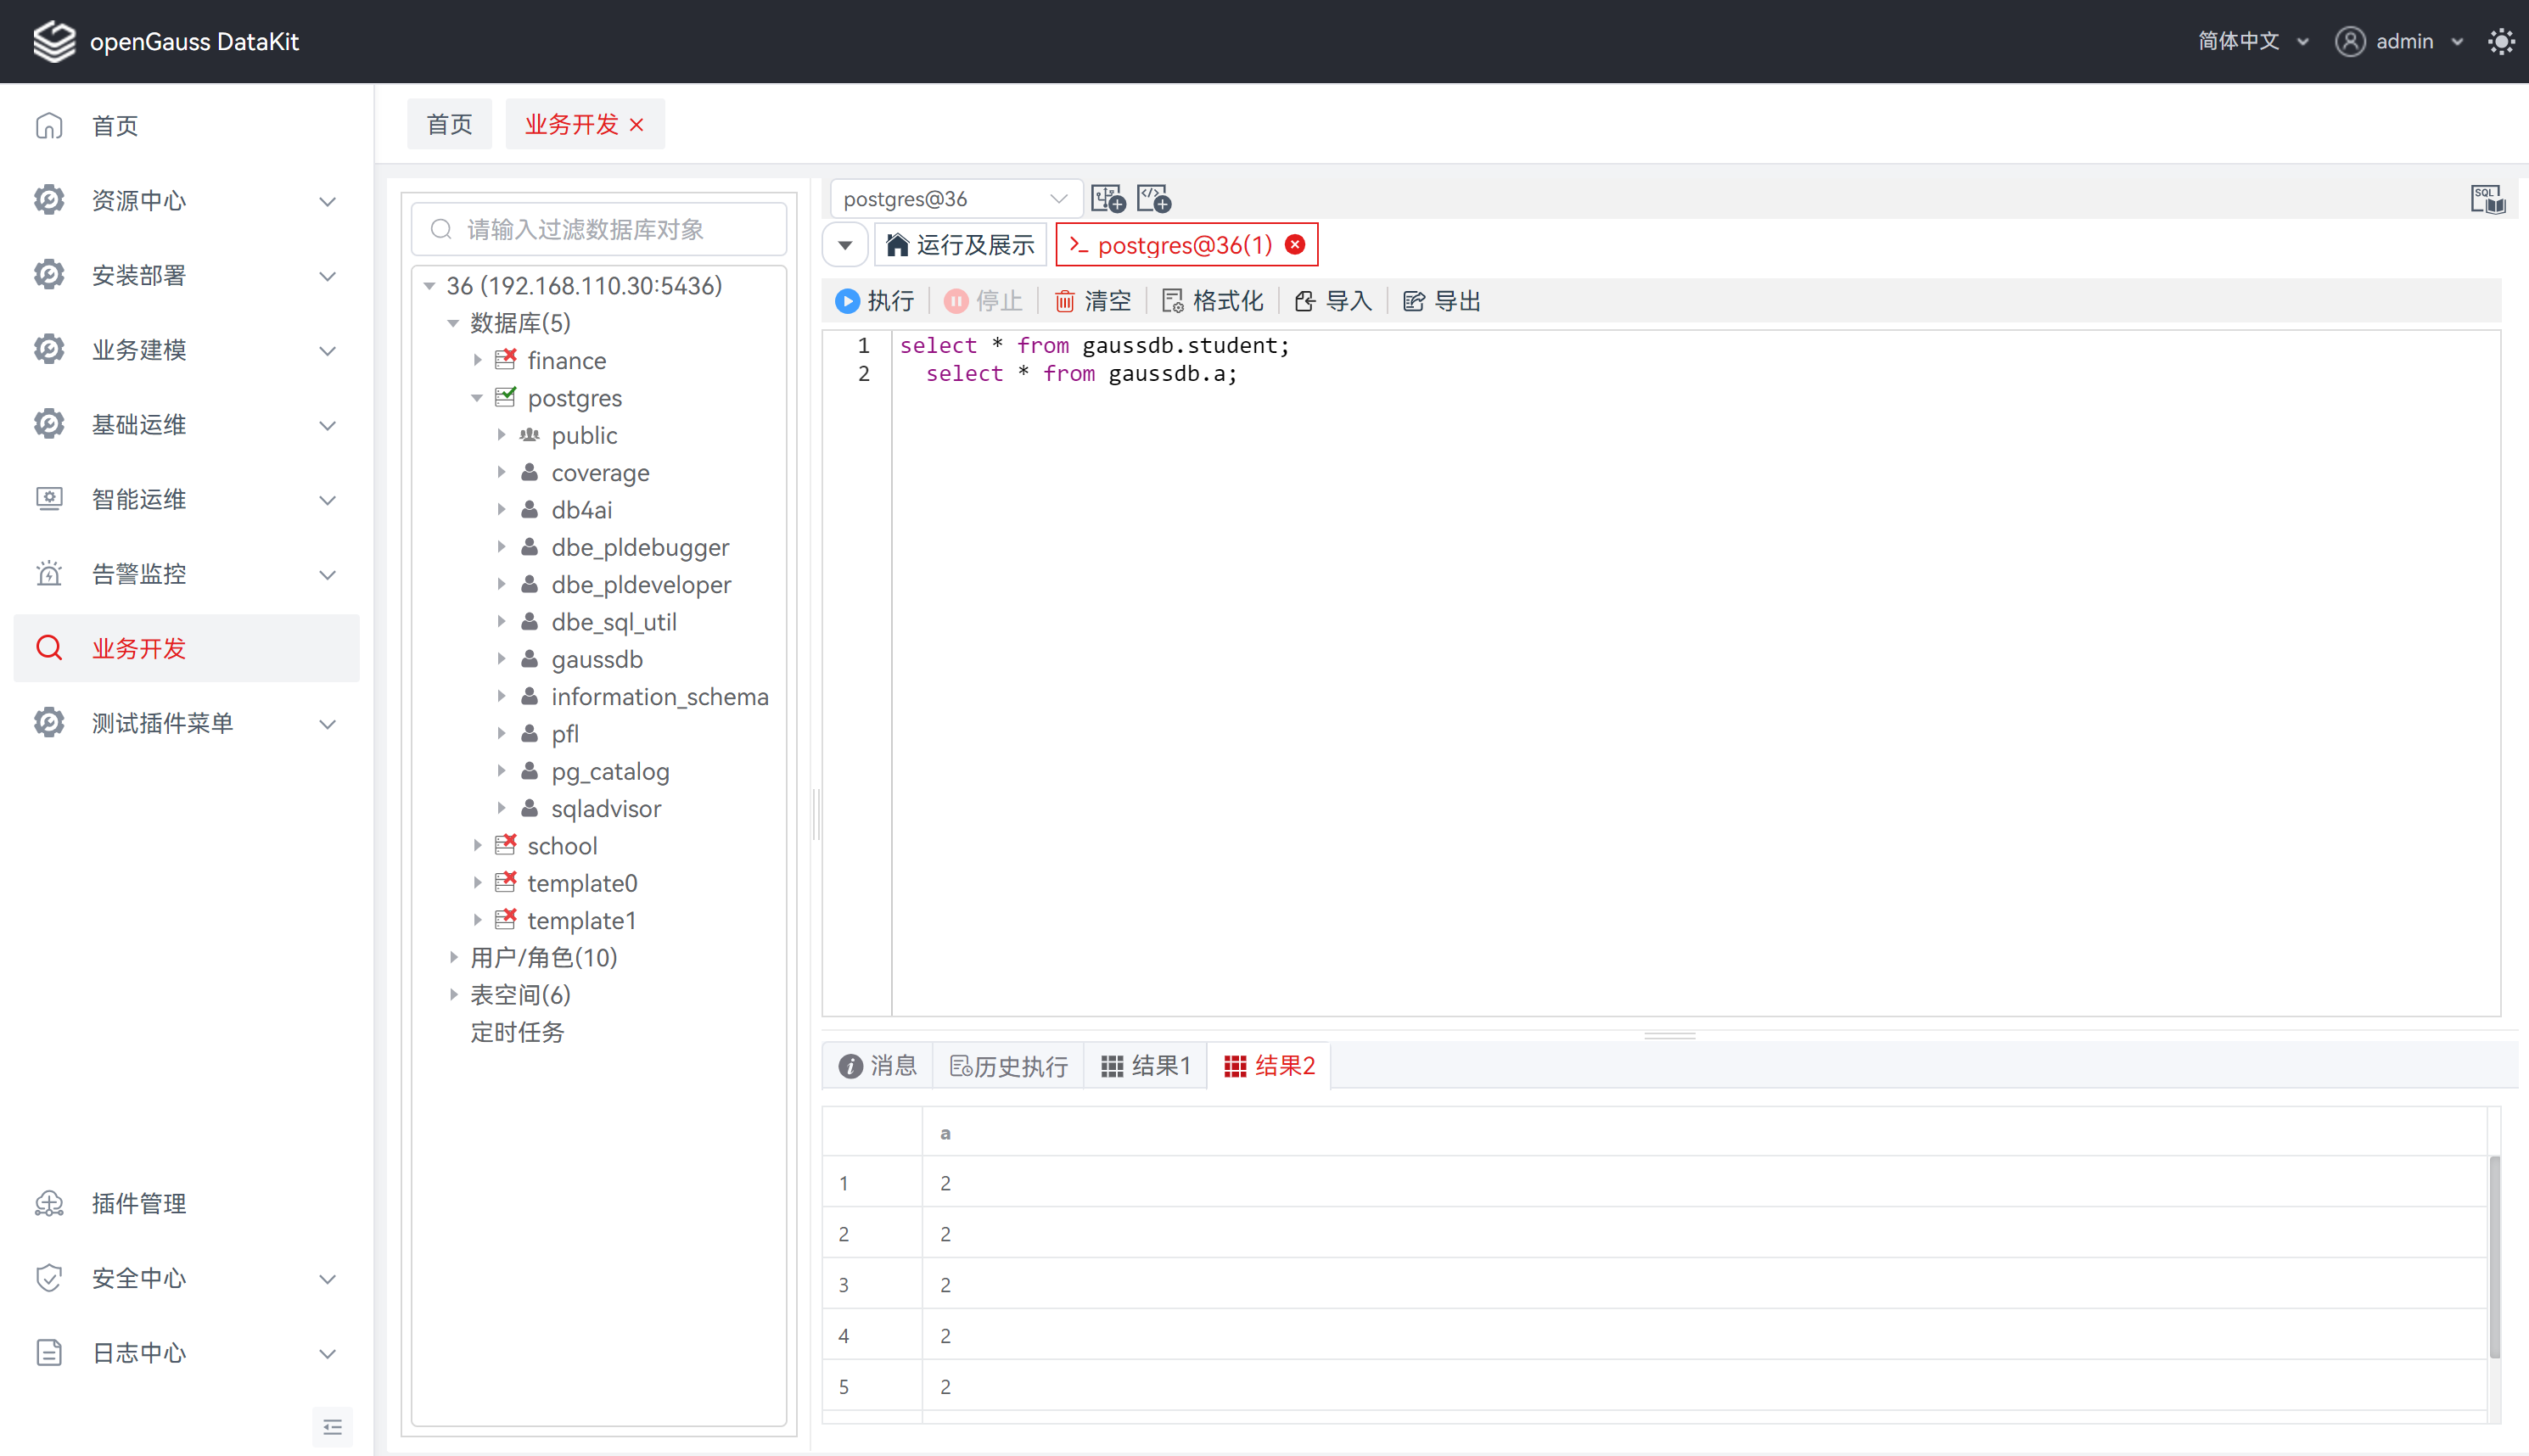 openGauss DataKit
简体中文
admin
首页
资源中心
安装部署
业务建模
基础运维
智能运维
告警监控
业务开发
测试插件菜单
插件管理
安全中心
日志中心
首页
业务开发
请输入过滤数据库对象
36 (192.168.110.30:5436)
数据库(5)
finance
postgres
public
coverage
db4ai
dbe_pldebugger
dbe_pldeveloper
dbe_sql_util
gaussdb
information_schema
pfl
pg_catalog
sqladvisor
school
template0
template1
用户/角色(10)
表空间(6)
定时任务
postgres@36
SQL
运行及展示
postgres@36(1)
执行 停止 清空 格式化 导入 导出
1 select * from gaussdb.student;
2 select * from gaussdb.a;
消息 历史执行 结果1 结果2
a
1 2
2 2
3 2
4 2
5 2